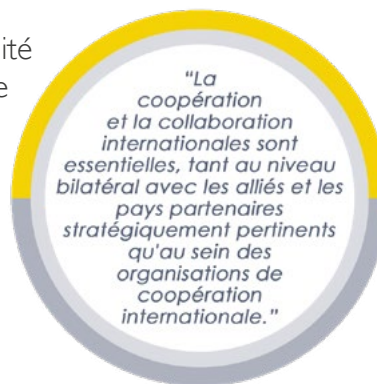 ité
e
"La
coopération
et la collaboration
internationales sont
essentielles, tant au niveau
bilatéral avec les alliés et les
pays partenaires
stratégiquement pertinents
qu'au sein des
organisations de
coopération
internationale."